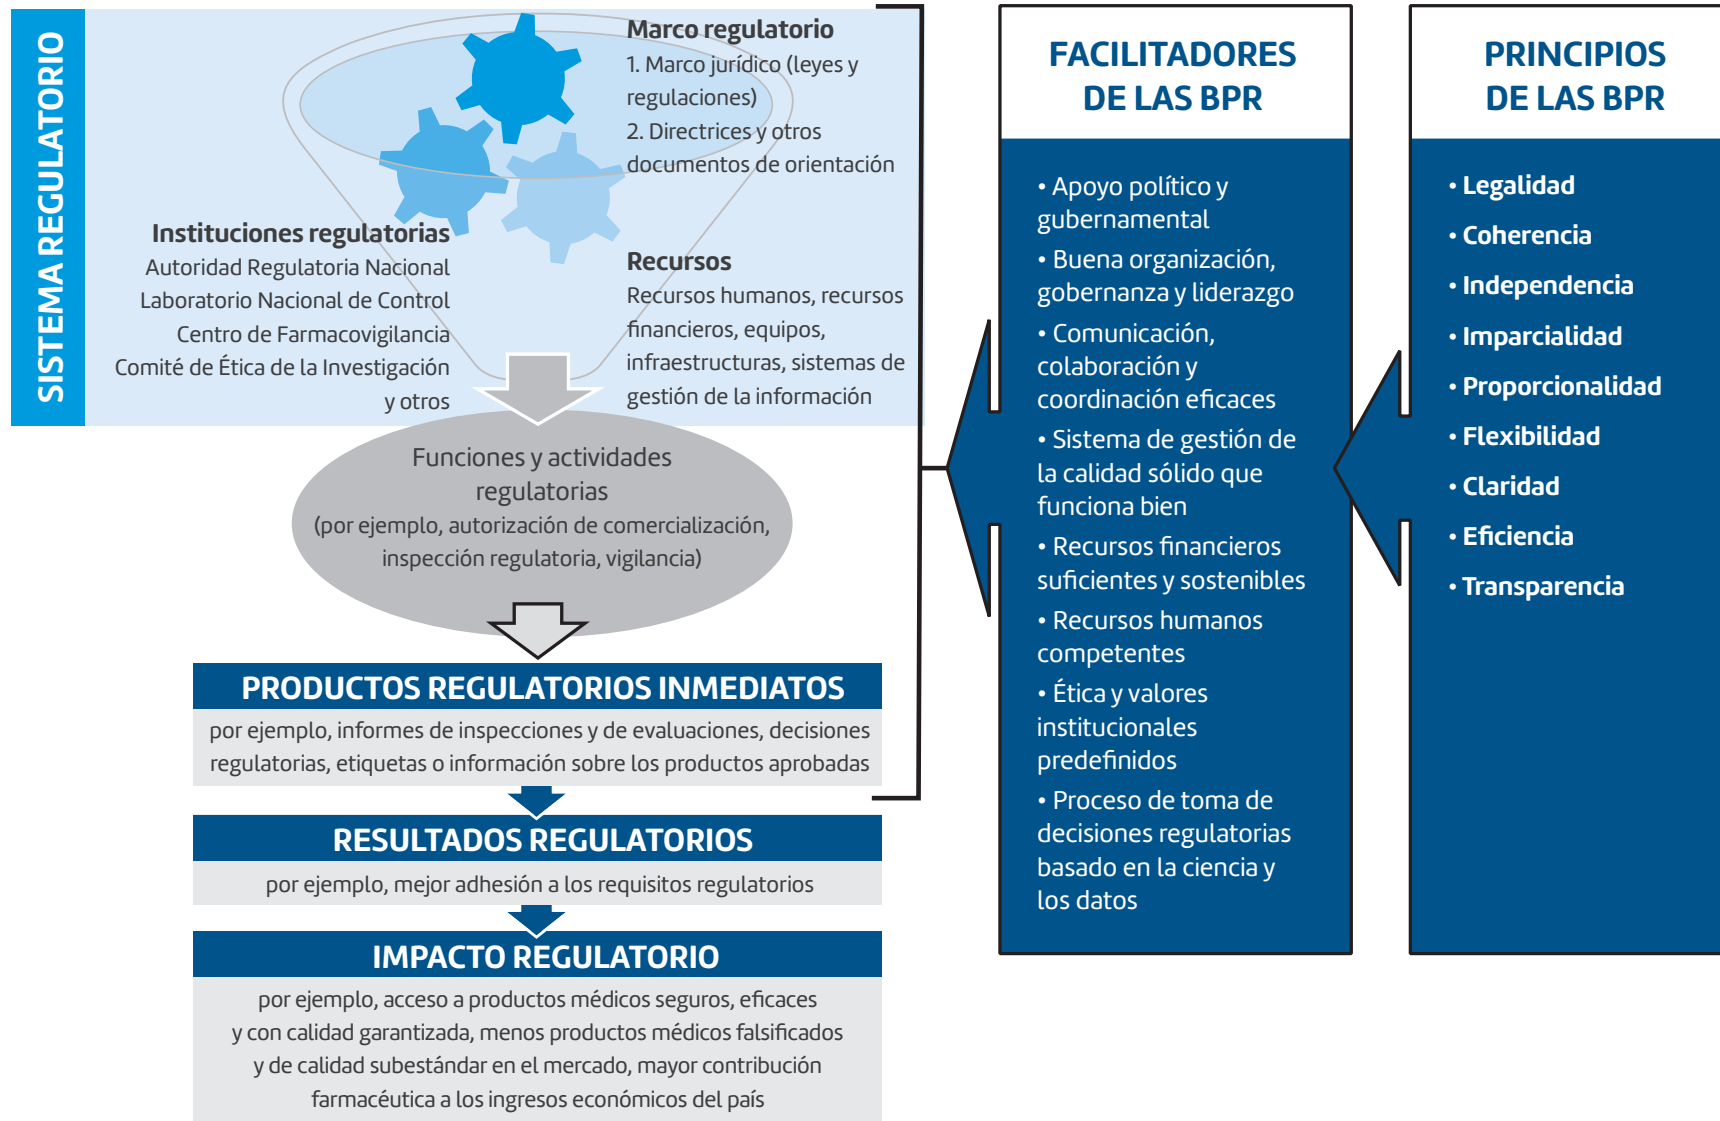 SISTEMA REGULATORIO
Marco regulatorio
1. Marco jurídico (leyes y
regulaciones)
2. Directrices y otros
documentos de orientación
Instituciones regulatorias
Autoridad Regulatoria Nacional
Laboratorio Nacional de Control
Centro de Farmacovigilancia
Comité de Ética de la Investigación
y otros
Recursos
Recursos humanos, recursos
financieros, equipos,
infraestructuras, sistemas de
gestión de la información
Funciones y actividades
regulatorias
(por ejemplo, autorización de comercialización,
inspección regulatoria, vigilancia)
PRODUCTOS REGULATORIOS INMEDIATOS
por ejemplo, informes de inspecciones y de evaluaciones, decisiones
regulatorias, etiquetas o información sobre los productos aprobadas
RESULTADOS REGULATORIOS
por ejemplo, mejor adhesión a los requisitos regulatorios
IMPACTO REGULATORIO
por ejemplo, acceso a productos médicos seguros, eficaces
y con calidad garantizada, menos productos médicos falsificados
y de calidad subestándar en el mercado, mayor contribución
farmacéutica a los ingresos económicos del país
FACILITADORES
DE LAS BPR
• Apoyo político y
gubernamental
• Buena organización,
gobernanza y liderazgo
• Comunicación,
colaboración y
coordinación eficaces
• Sistema de gestión de
la calidad sólido que
funciona bien
• Recursos financieros
suficientes y sostenibles
• Recursos humanos
competentes
• Ética y valores
institucionales
predefinidos
• Proceso de toma de
decisiones regulatorias
basado en la ciencia y
los datos
PRINCIPIOS
DE LAS BPR
• Legalidad
• Coherencia
• Independencia
• Imparcialidad
• Proporcionalidad
• Flexibilidad
• Claridad
• Eficiencia
• Transparencia